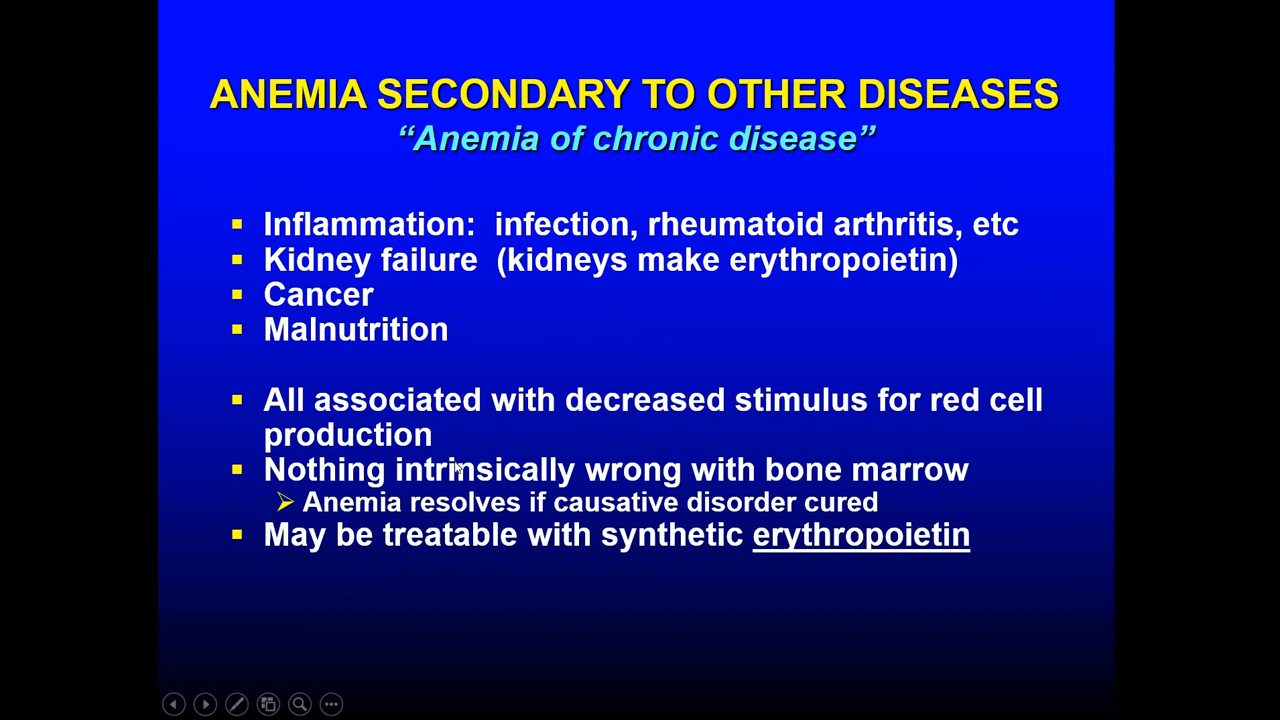 ANEMIA SECONDARY TO OTHER DISEASES
“Anemia of chronic disease”
Inflammation:  infection, rheumatoid arthritis, etc
Kidney failure  (kidneys make erythropoietin)
Cancer
Malnutrition
All associated with decreased stimulus for red cell
production
Nothing intrinsically wrong with bone marrow
Anemia resolves if causative disorder cured
May be treatable with synthetic erythropoietin